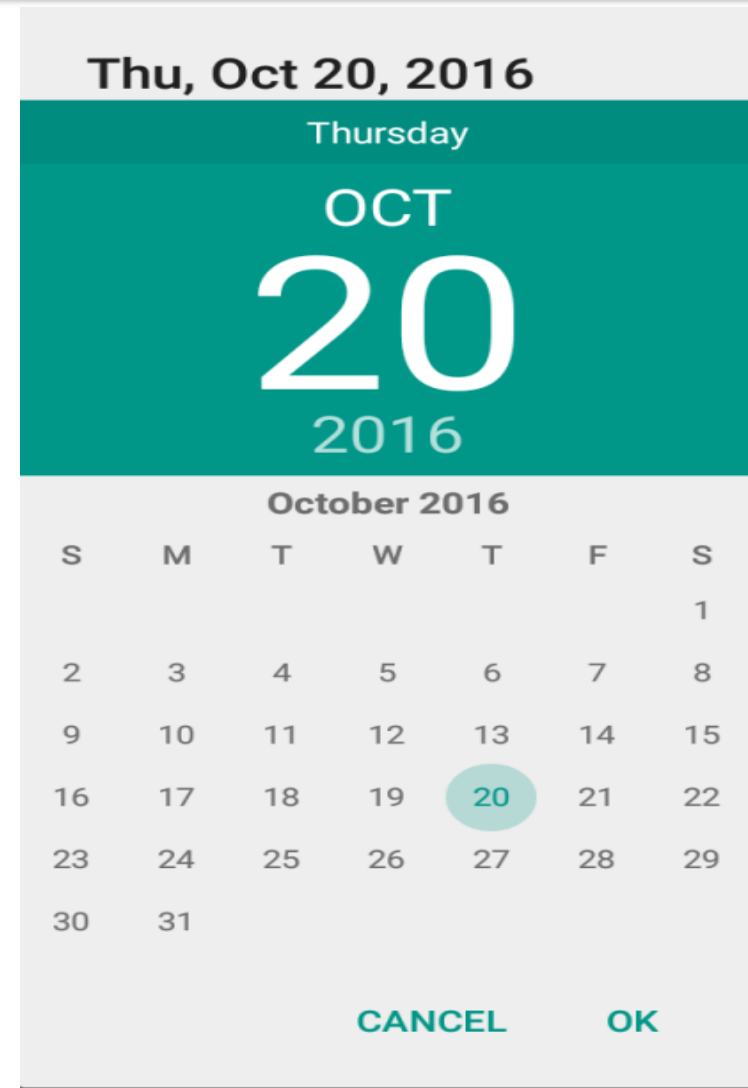 Thu, Oct 20, 2016
Thursday
OCT
20
2016
October 2016
S M T W T F S
1
2 3 4 5 6 7 8
9 10 11 12 13 14 15
16 17 18 19 20 21 22
23 24 25 26 27 28 29
30 31
CANCEL OK